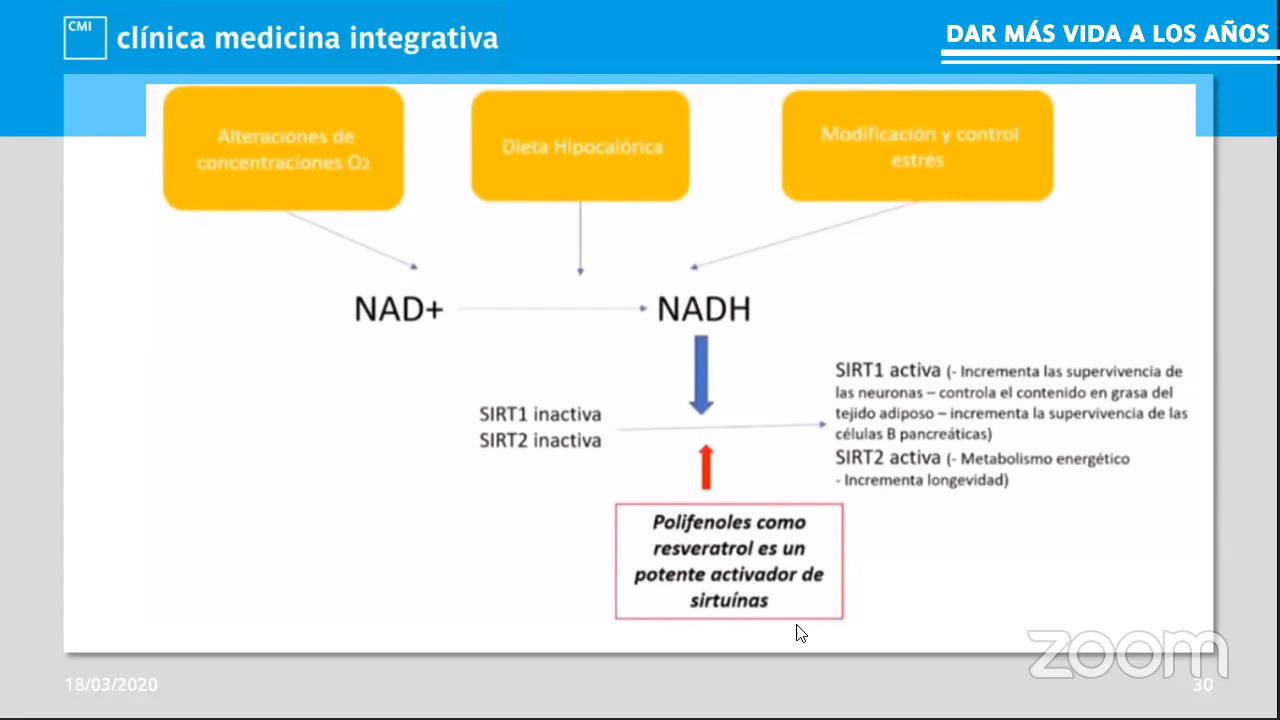 CMI
clínica medicina integrativa
DAR MÁS VIDA A LOS AÑOS
Alteraciones de
concentraciones O2
Dieta Hipocalórica
Modificación y control
estrés
NAD+
NADH
SIRT1 inactiva
SIRT2 inactiva
SIRT1 activa (- Incrementa las supervivencia de
las neuronas – controla el contenido en grasa del
tejido adiposo – incrementa la supervivencia de las
células B pancreáticas)
SIRT2 activa (- Metabolismo energético
- Incrementa longevidad)
Polifenoles como
resveratrol es un
potente activador de
sirtuínas
zoom
18/03/2020
30